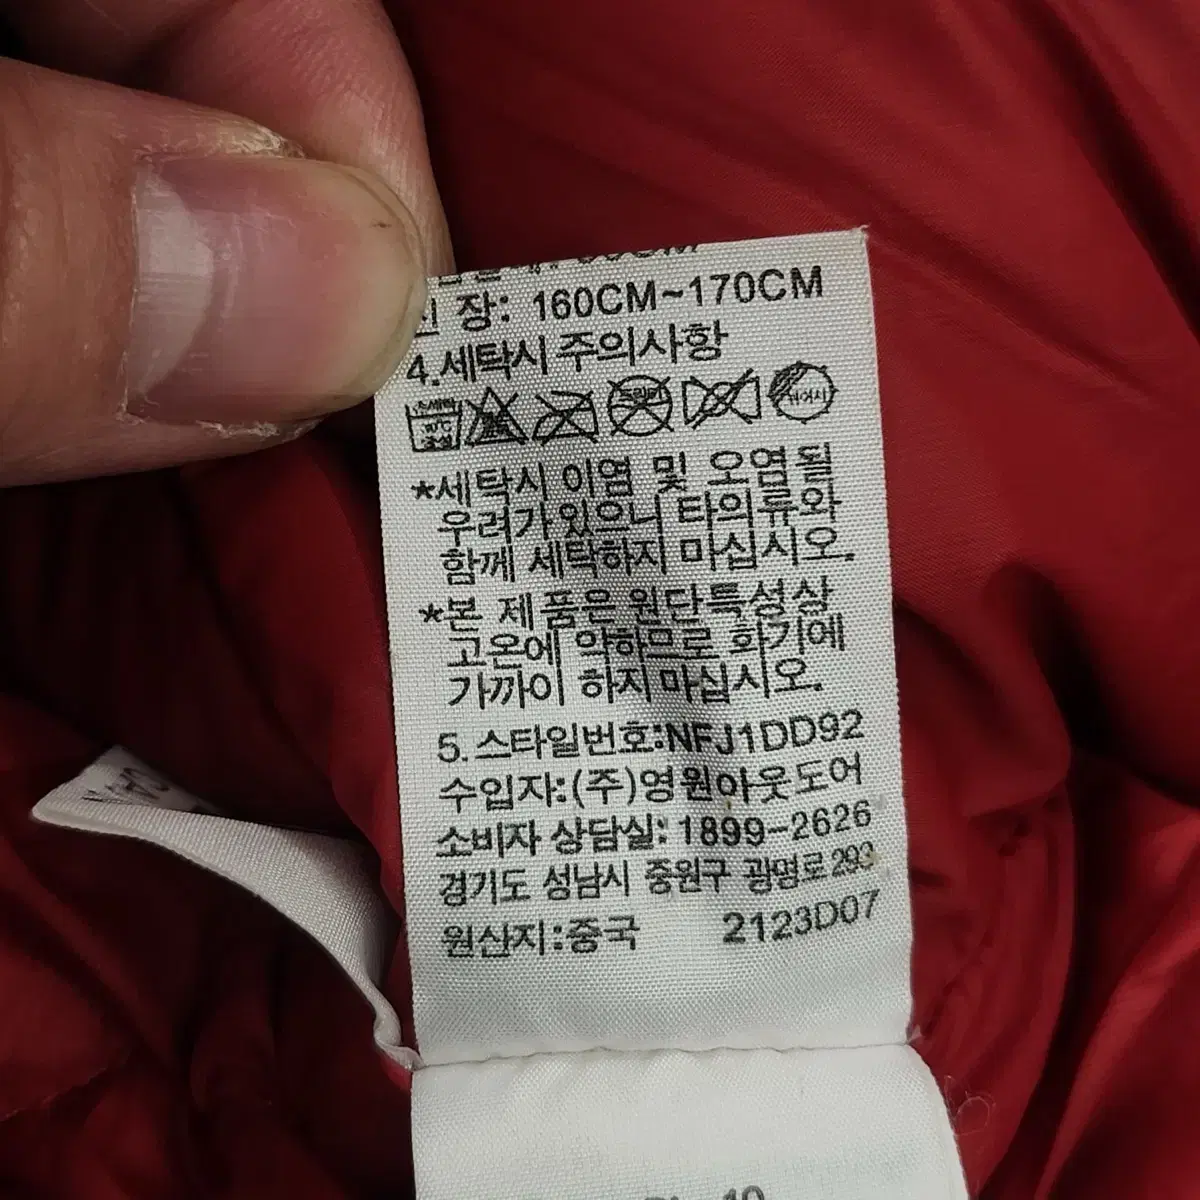 장: 160CM~170CM
4.세탁시 주의사항
*세탁시 이염 및 오염될
우려가있으니 타의류와
함께 세탁하지 마십시오.
*본 제품은 원단특성상
고온에 약하므로 화기에
가까이 하지마십시오.
5.스타일번호:NFJ1DD92
수입자:(주)영원아웃도어
소비자 상담실: 1899-2626
경기도 성남시 중원구 광명로 293
원산지:중국 2123D07